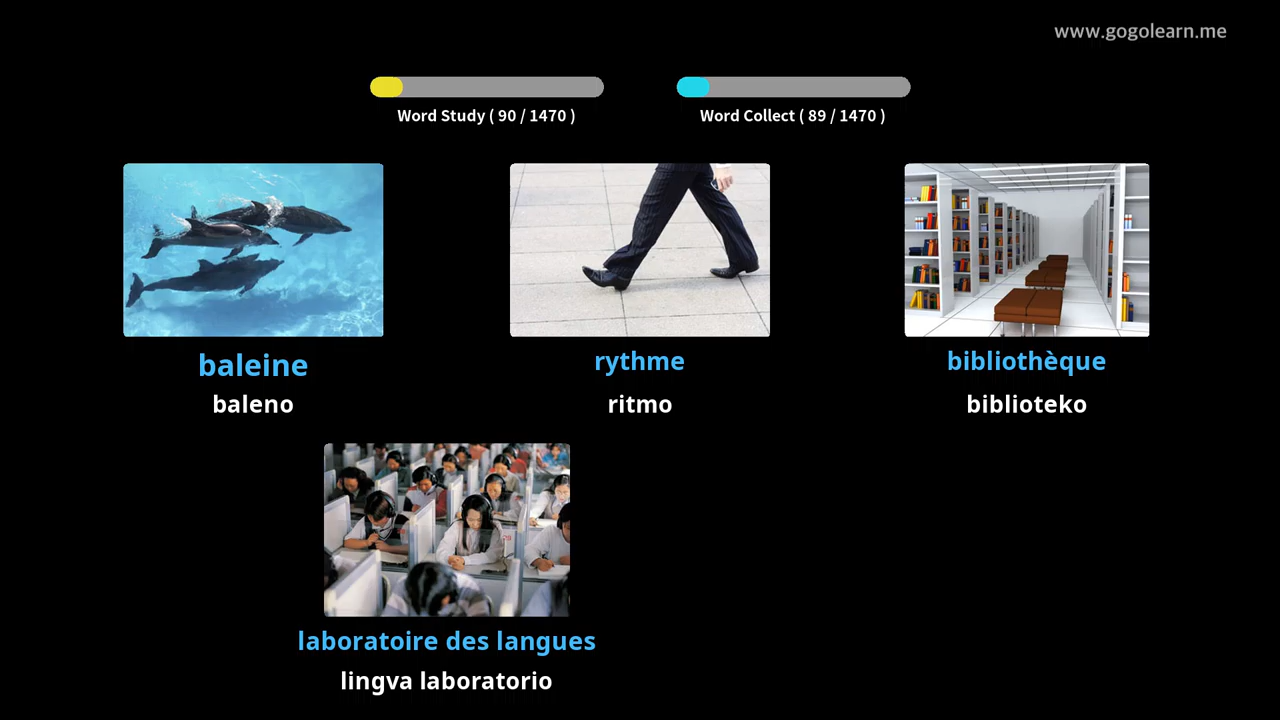 www.gogolearn.me
Word Study ( 90 / 1470 )
Word Collect ( 89 / 1470 )
baleine
baleno
rythme
ritmo
bibliothèque
biblioteko
laboratoire des langues
lingva laboratorio